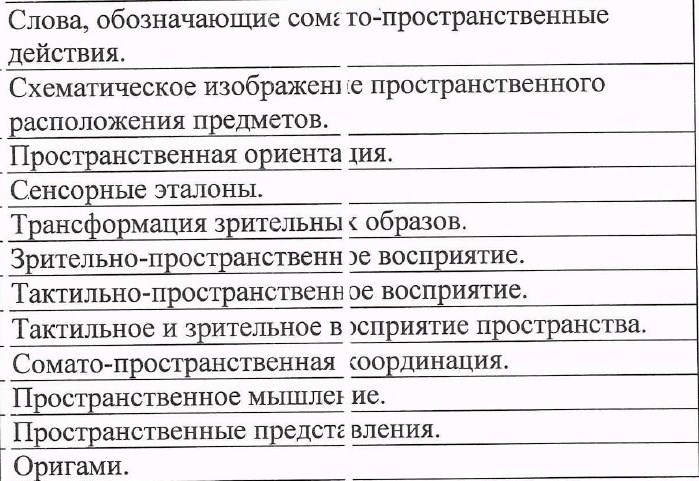 Слова, обозначающие сомато-пространственные
действия.
Схематическое изображение пространственного
расположения предметов.
Пространственная ориентация.
Сенсорные эталоны.
Трансформация зрительных образов.
Зрительно-пространственное восприятие.
Тактильно-пространственное восприятие.
Тактильное и зрительное восприятие пространства.
Сомато-пространственная координация.
Пространственное мышление.
Пространственные представления.
Оригами.